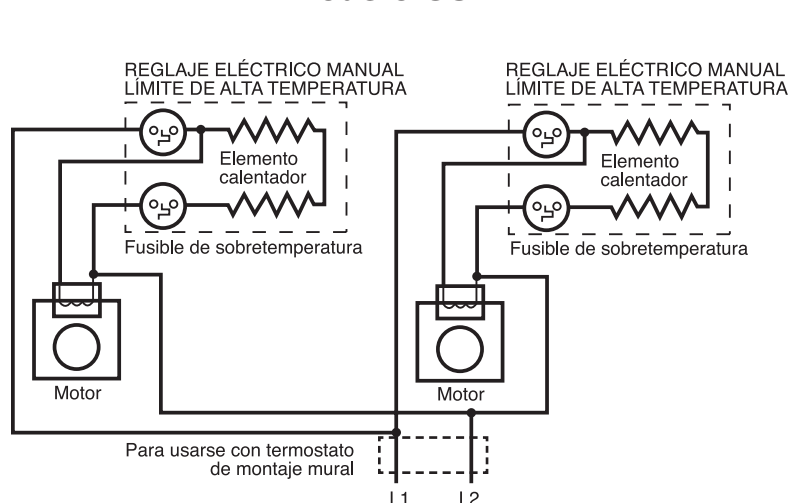 REGLAJE ELÉCTRICO MANUAL
LÍMITE DE ALTA TEMPERATURA
Elemento
calentador
Fusible de sobretemperatura
Motor
REGLAJE ELÉCTRICO MANUAL
LÍMITE DE ALTA TEMPERATURA
Elemento
calentador
Fusible de sobretemperatura
Motor
Para usarse con termostato
de montaje mural
L1 L2